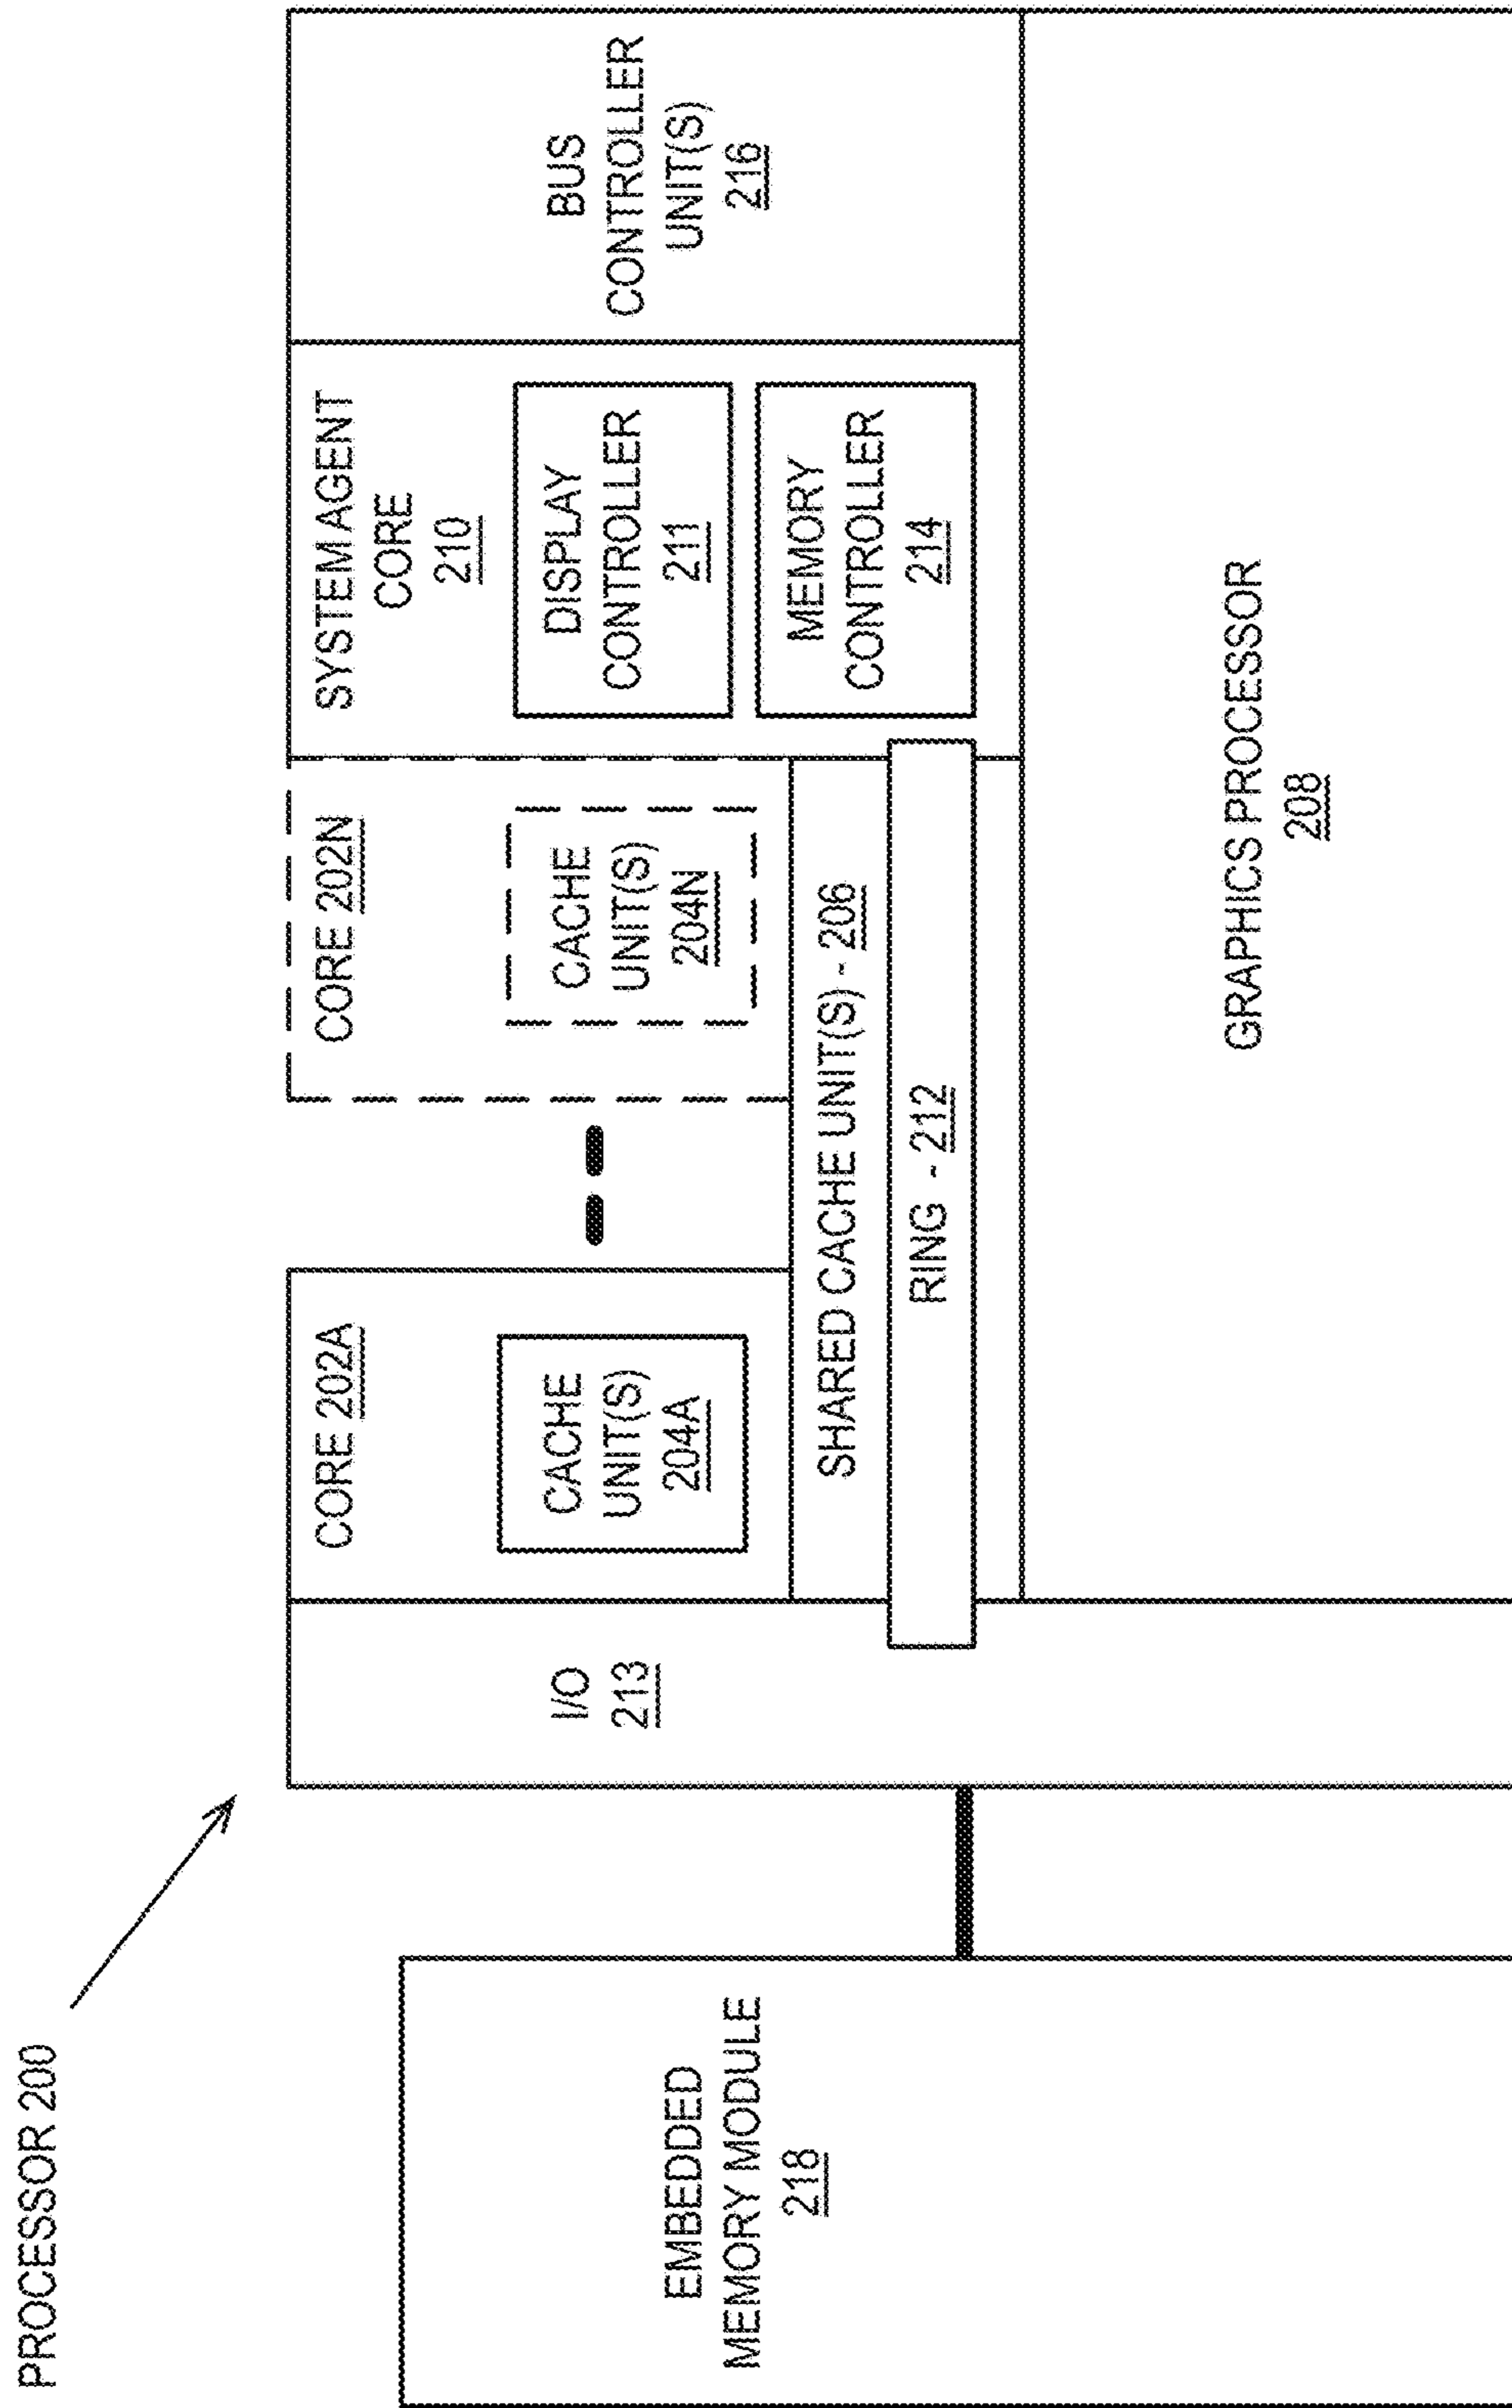 PROCESSOR 200
EMBEDDED
MEMORY MODULE
218
I/O
213
CORE 202A
CACHE
UNIT(S)
204A
CORE 202N
CACHE
UNIT(S)
204N
SHARED CACHE UNIT(S) - 206
RING - 212
SYSTEM AGENT
CORE
210
DISPLAY
CONTROLLER
211
MEMORY
CONTROLLER
214
BUS
CONTROLLER
UNIT(S)
216
GRAPHICS PROCESSOR
208